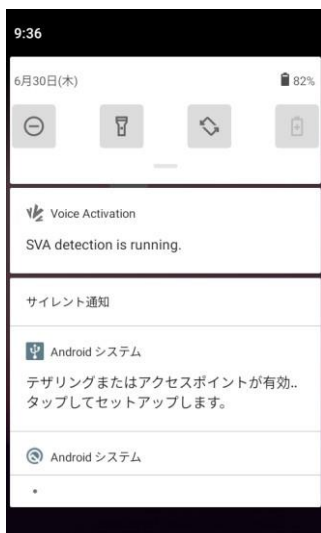 9:36
6月30日(木)
82%
Voice Activation
SVA detection is running.
サイレント通知
Android システム
テザリングまたはアクセスポイントが有効..
タップしてセットアップします。
Android システム